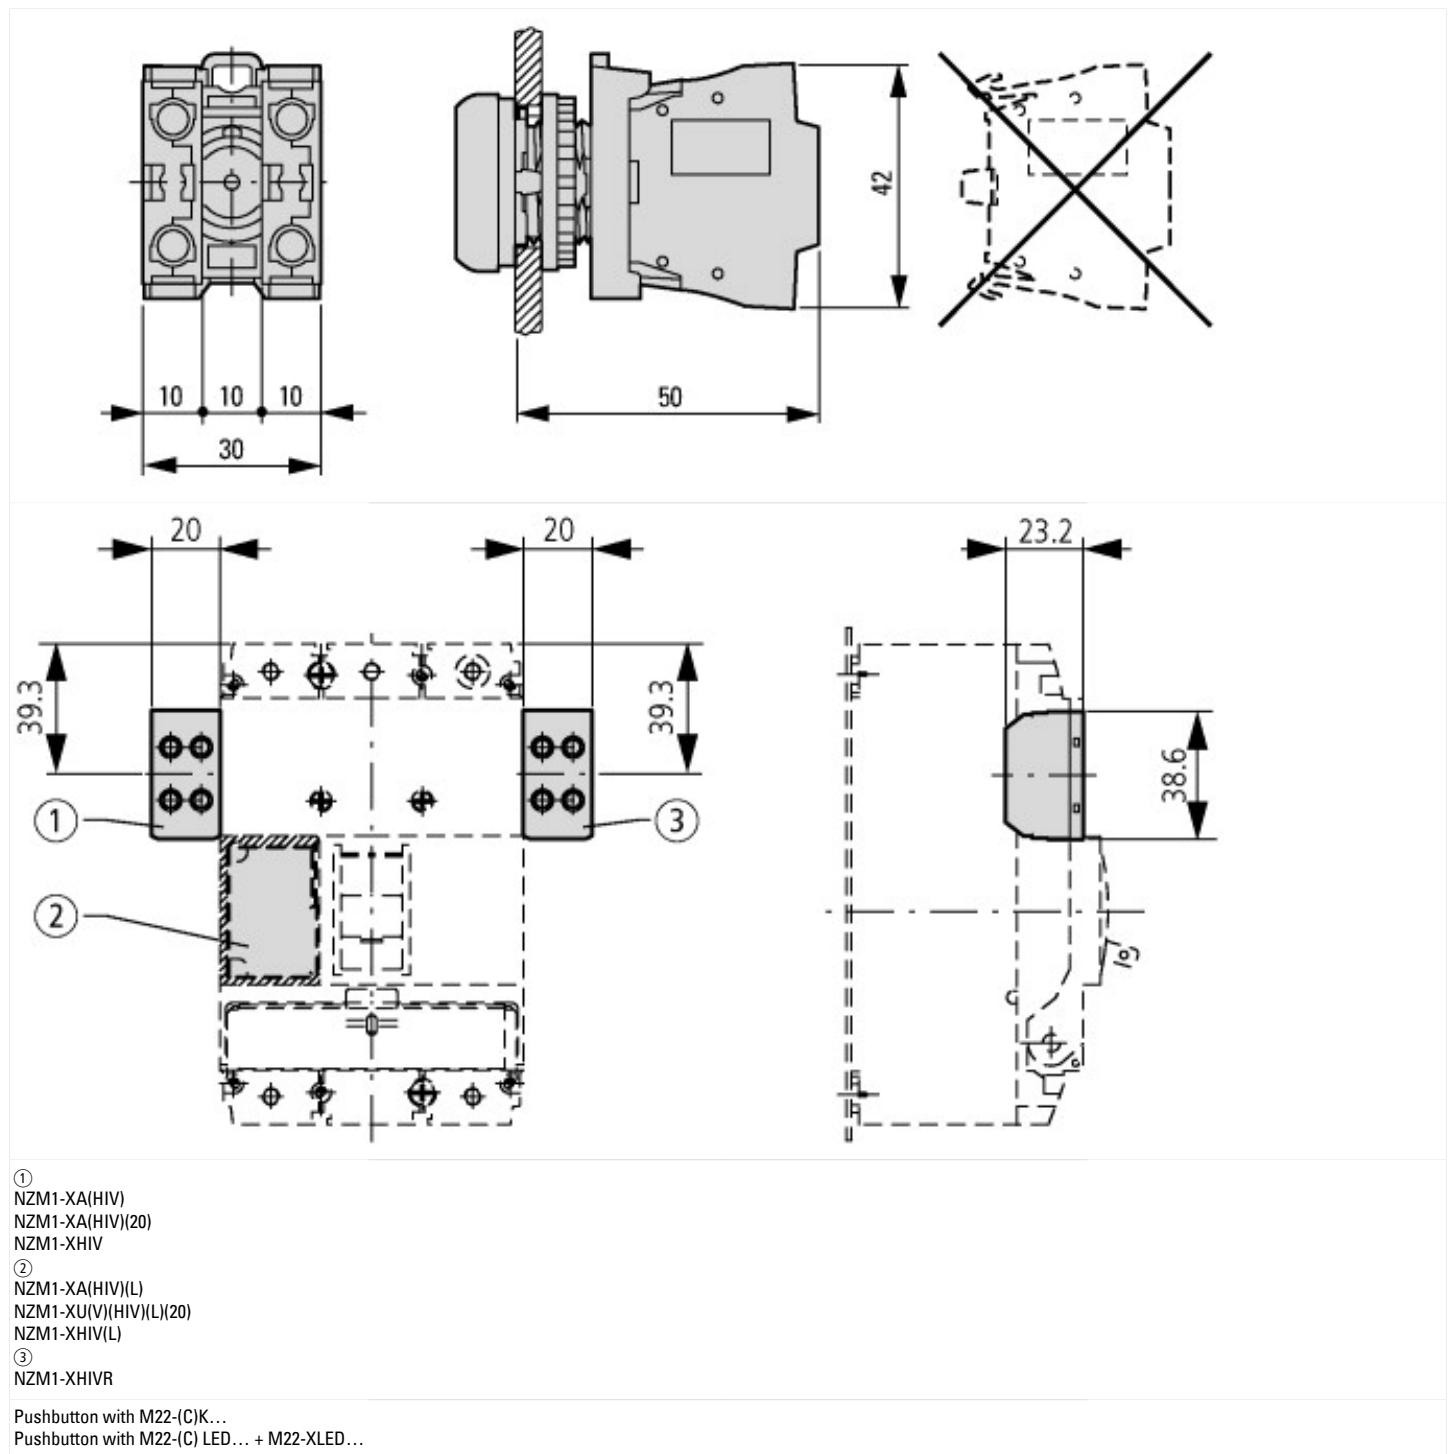 42
10 10 10
50
30
20 20 23.2
39.3 39.3
38.6
① ③
②
①
NZM1-XA(HIV)
NZM1-XA(HIV)(20)
NZM1-XHIV
②
NZM1-XA(HIV)(L)
NZM1-XU(V)(HIV)(L)(20)
NZM1-XHIV(L)
③
NZM1-XHIVR
Pushbutton with M22-(C)K…
Pushbutton with M22-(C) LED… + M22-XLED…